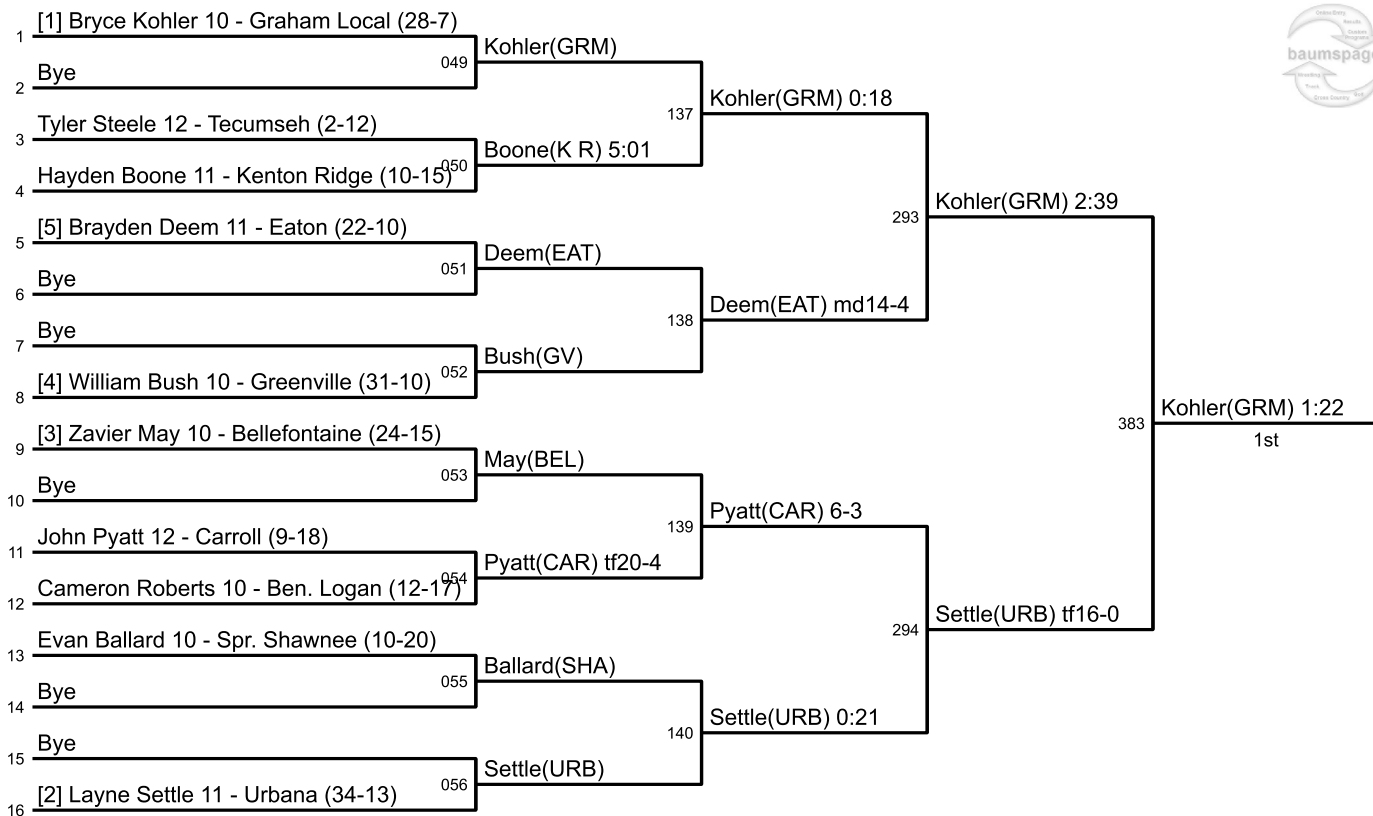 [1] Bryce Kohler 10 - Graham Local (28-7)
1
Bye
2
049
Kohler(GRM)
Tyler Steele 12 - Tecumseh (2-12)
3
Hayden Boone 11 - Kenton Ridge (10-15)
4
050
Boone(K R) 5:01
137
Kohler(GRM) 0:18
[5] Brayden Deem 11 - Eaton (22-10)
5
Bye
6
051
Deem(EAT)
Bye
7
[4] William Bush 10 - Greenville (31-10)
8
052
Bush(GV)
138
Deem(EAT) md14-4
293
Kohler(GRM) 2:39
[3] Zavier May 10 - Bellefontaine (24-15)
9
Bye
10
053
May(BEL)
John Pyatt 12 - Carroll (9-18)
11
Cameron Roberts 10 - Ben. Logan (12-17)
12
054
Pyatt(CAR) tf20-4
139
Pyatt(CAR) 6-3
Evan Ballard 10 - Spr. Shawnee (10-20)
13
Bye
14
055
Ballard(SHA)
Bye
15
[2] Layne Settle 11 - Urbana (34-13)
16
056
Settle(URB)
140
Settle(URB) 0:21
294
Settle(URB) tf16-0
383
Kohler(GRM) 1:22
1st
Results
Custom
Programs
baumspage
Wrestling
Track
Cross Country